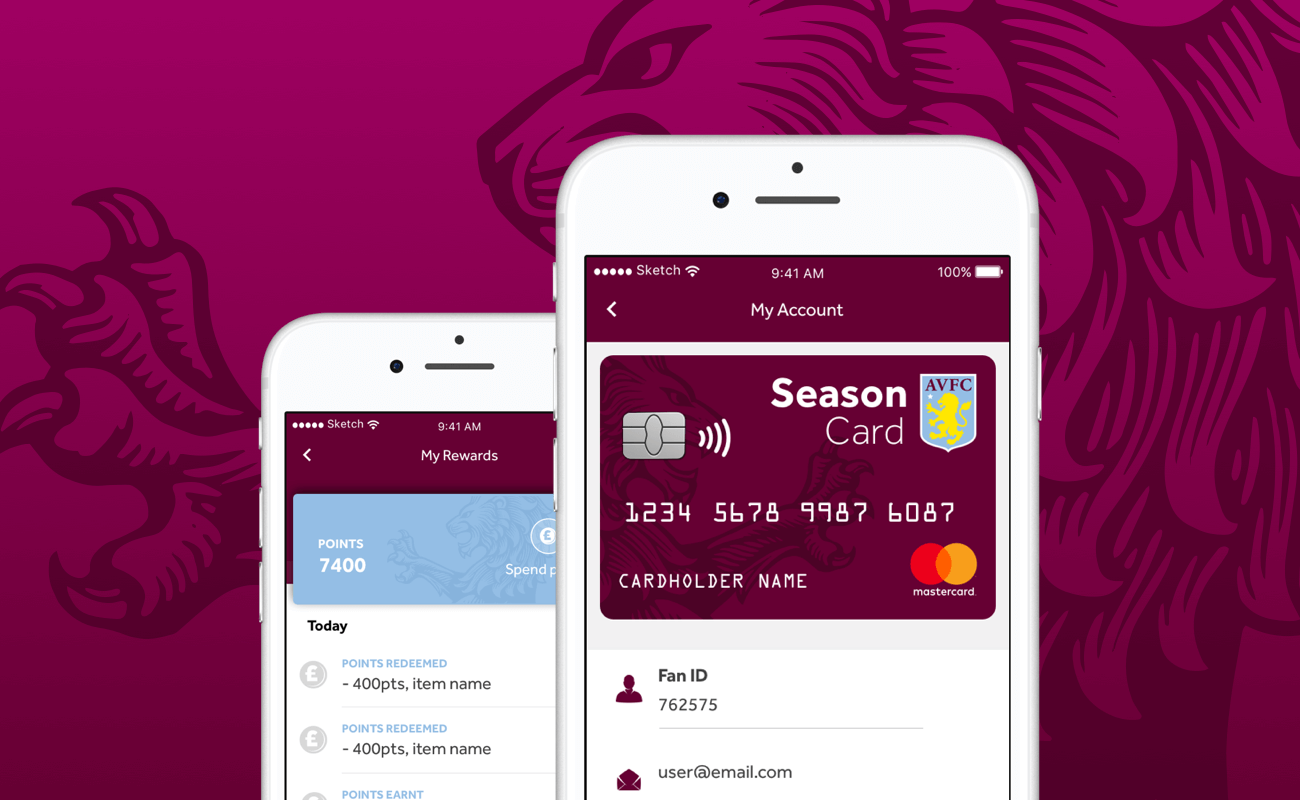 Sketch
9:41 AM
My Rewards
POINTS
7400
Spend
Today
POINTS REDEEMED
- 400pts, item name
POINTS REDEEMED
- 400pts, item name
POINTS EARNT
Sketch
9:41 AM
100%
My Account
Season
Card
AVFC
1234 5678 9987 6087
CARDHOLDER NAME
mastercard
Fan ID
762575
user@email.com